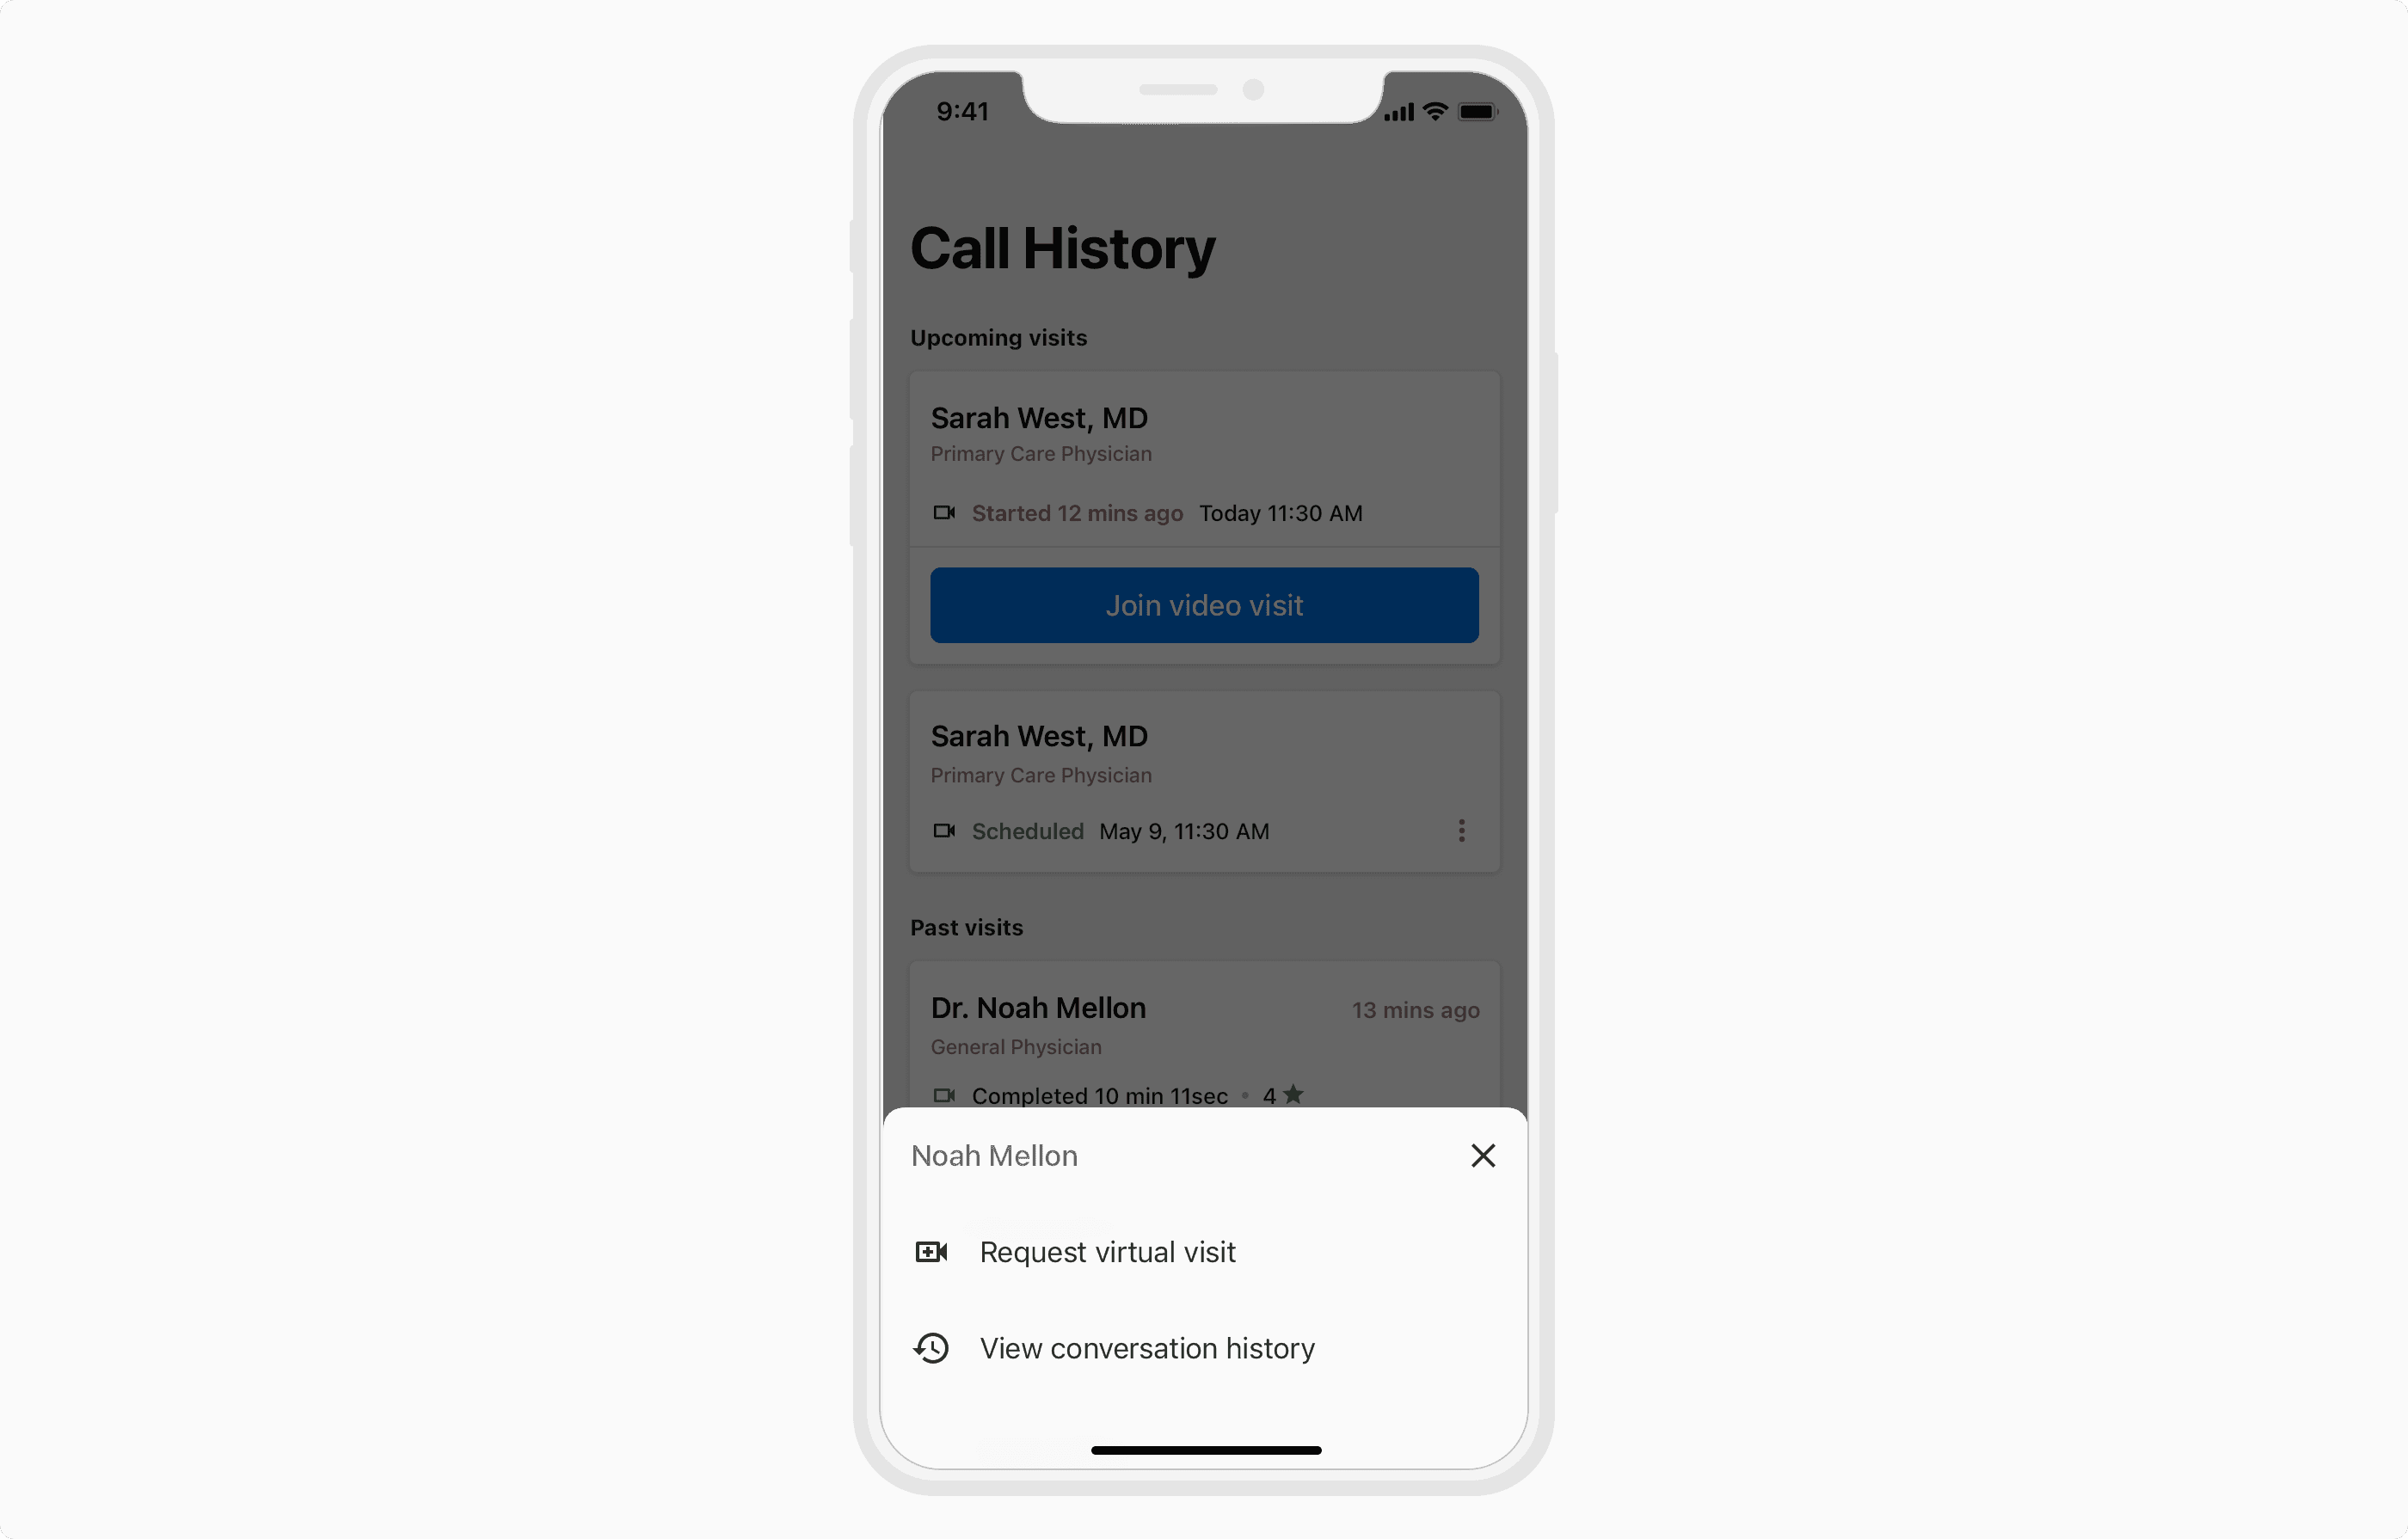 9:41
Call History
Upcoming visits
Sarah West, MD
Primary Care Physician
Started 12 mins ago Today 11:30 AM
Join video visit
Sarah West, MD
Primary Care Physician
Scheduled May 9, 11:30 AM
Past visits
Dr. Noah Mellon 13 mins ago
General Physician
Completed 10 min 11sec • 4★
Noah Mellon
Request virtual visit
View conversation history